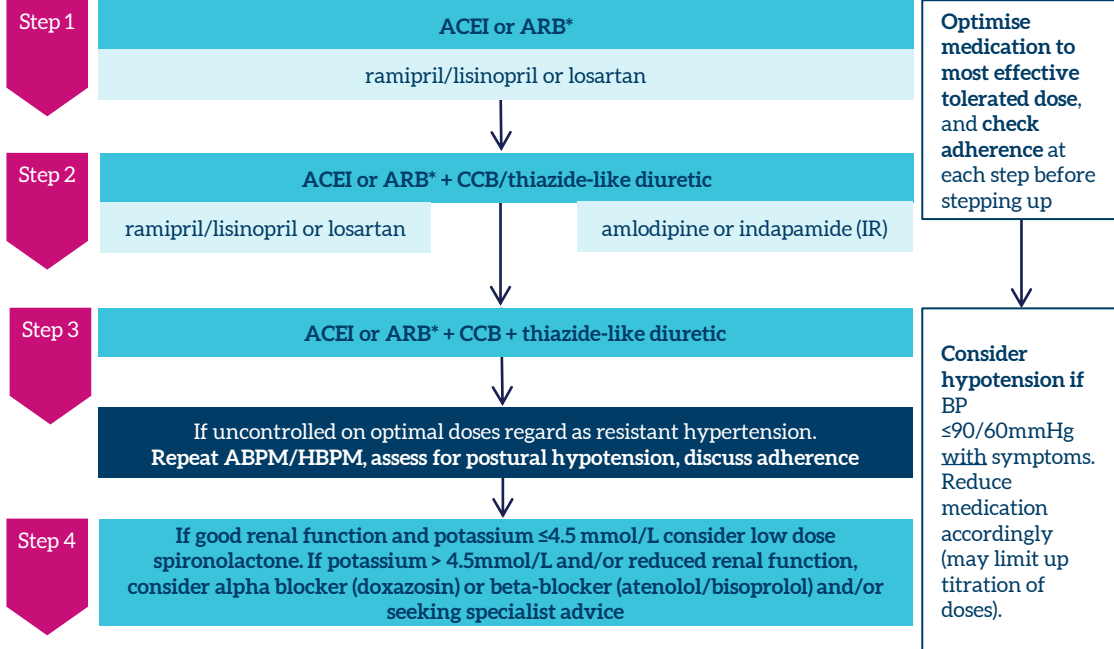 Step 1
ACEI or ARB*
ramipril/lisinopril or losartan
Step 2
ACEI or ARB* + CCB/thiazide-like diuretic
ramipril/lisinopril or losartan
amlodipine or indapamide (IR)
Step 3
ACEI or ARB* + CCB + thiazide-like diuretic
If uncontrolled on optimal doses regard as resistant hypertension.
Repeat ABPM/HBPM, assess for postural hypotension, discuss adherence
Step 4
If good renal function and potassium ≤4.5 mmol/L consider low dose
spironolactone. If potassium > 4.5mmol/L and/or reduced renal function,
consider alpha blocker (doxazosin) or beta-blocker (atenolol/bisoprolol) and/or
seeking specialist advice
Optimise
medication to
most effective
tolerated dose,
and check
adherence at
each step before
stepping up
Consider
hypotension if
BP
≤90/60mmHg
with symptoms.
Reduce
medication
accordingly
(may limit up
titration of
doses).